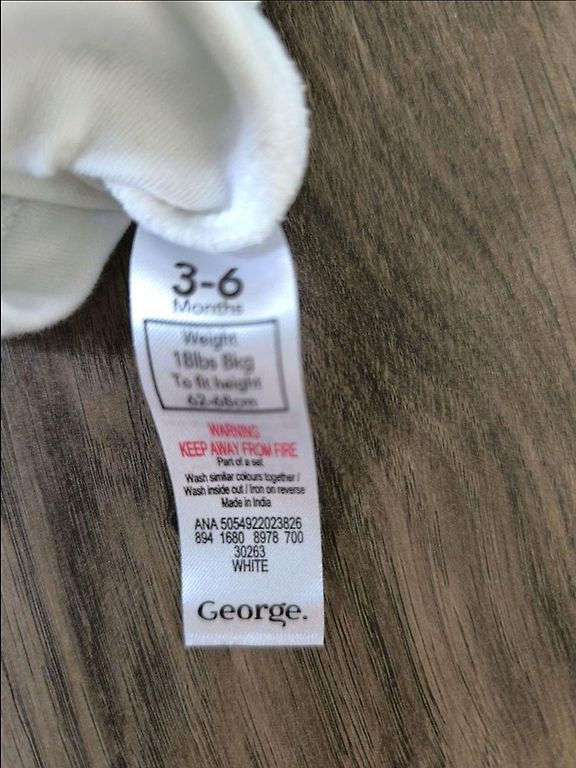 3-6
Months
Weight
18lbs 8kg
To fit height
62-68cm
WARNING
KEEP AWAY FROM FIRE
Part of a set
Wash similar colours together /
Wash inside out / Iron on reverse
Made in India
ANA 5054922023826
894 1680 8978 700
30263
WHITE
George.